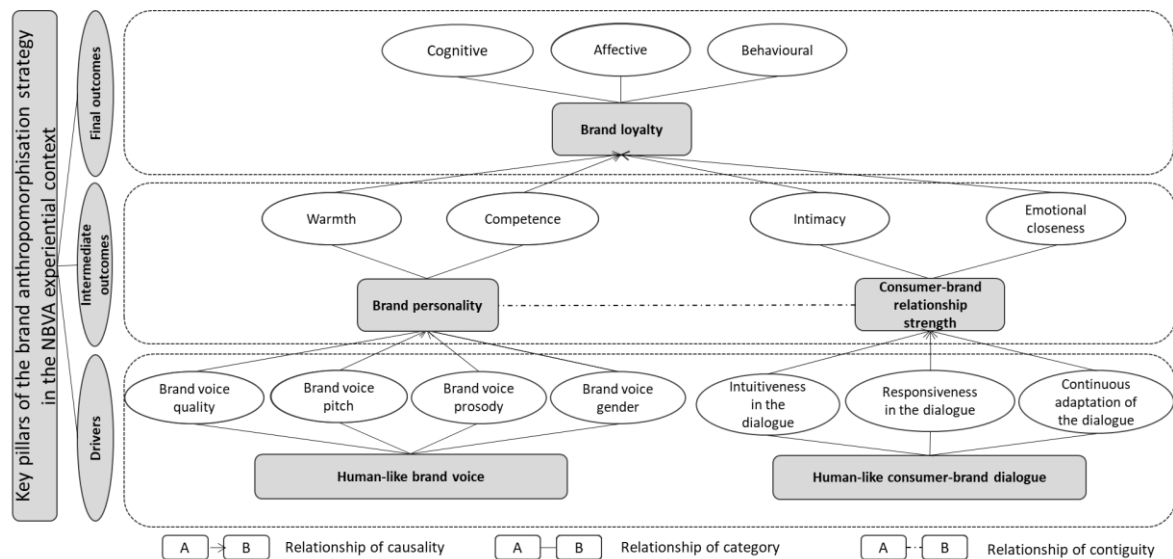 Key pillars of the brand anthropomorphisation strategy
in the NBVA experiential context
Final outcomes
Cognitive
Affective
Behavioural
Brand loyalty
Intermediate
outcomes
Warmth
Competence
Intimacy
Emotional
closeness
Brand personality
Consumer-brand
relationship
strength
Drivers
Brand voice
quality
Brand voice
pitch
Brand voice
prosody
Brand voice
gender
Intuitiveness
in the
dialogue
Responsiveness
in the dialogue
Continuous
adaptation of
the dialogue
Human-like brand voice
Human-like consumer-brand dialogue
A
B
Relationship of causality
A
B
Relationship of category
A
B
Relationship of contiguity